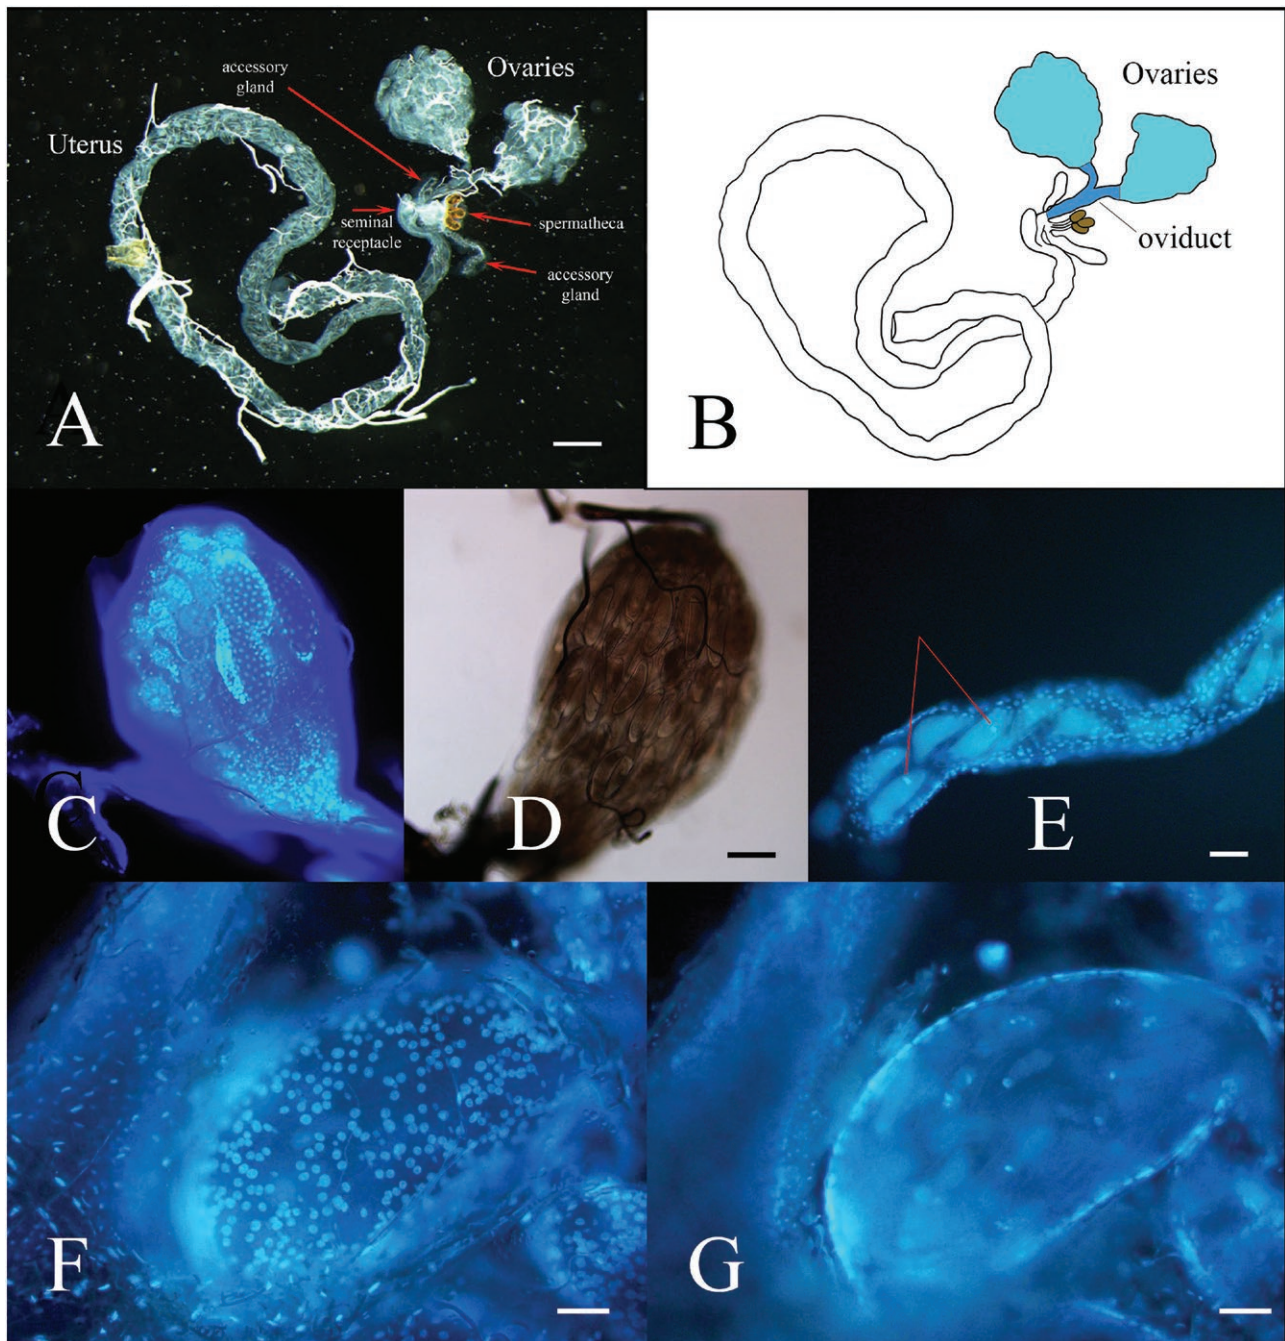 accessory
gland
Ovaries
Uterus
seminal
receptacle
spermatheca
accessory
gland
A
Ovaries
oviduct
B
C
D
E
F
G